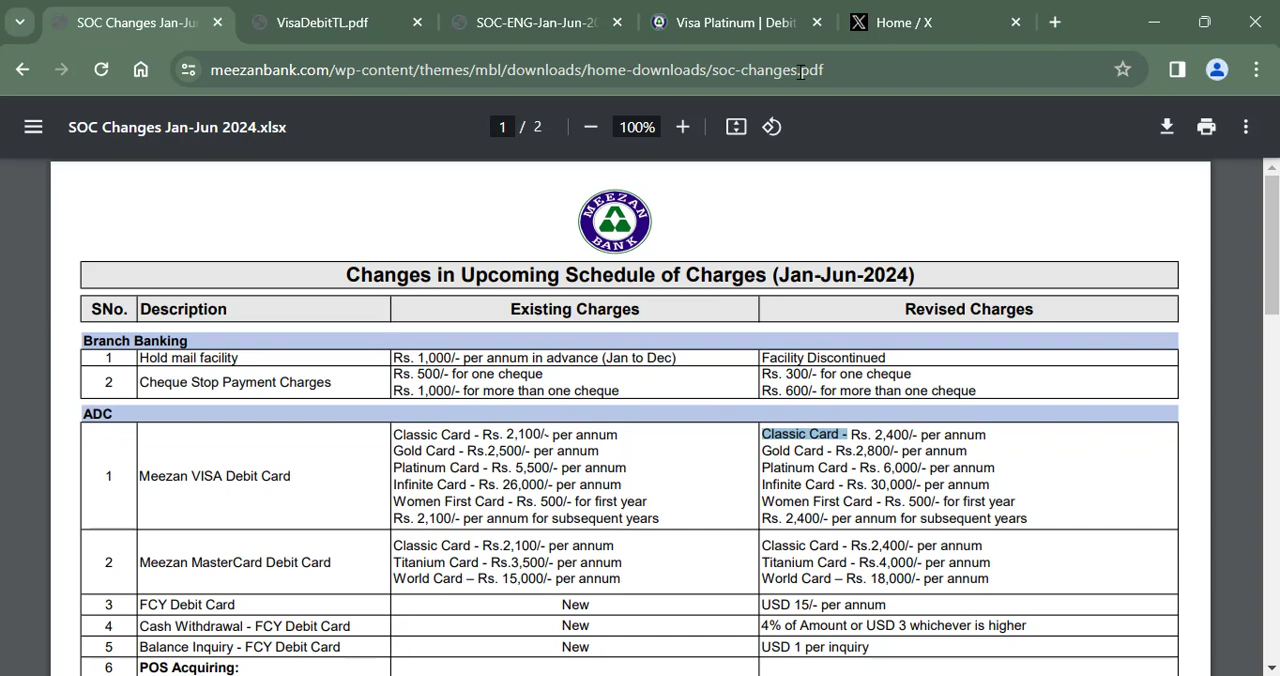 SOC Changes Jan-Ju
VisaDebitTL.pdf
SOC-ENG-Jan-Jun-20
Visa Platinum | Debit
Home / X
meezanbank.com/wp-content/themes/mbl/downloads/home-downloads/soc-changes.pdf
SOC Changes Jan-Jun 2024.xlsx
1 / 2
100%
MEEZAN BANK
Changes in Upcoming Schedule of Charges (Jan-Jun-2024)
SNo. Description Existing Charges Revised Charges
Branch Banking
1 Hold mail facility Rs. 1,000/- per annum in advance (Jan to Dec) Facility Discontinued
2 Cheque Stop Payment Charges
Rs. 500/- for one cheque
Rs. 1,000/- for more than one cheque
Rs. 300/- for one cheque
Rs. 600/- for more than one cheque
ADC
1 Meezan VISA Debit Card
Classic Card - Rs. 2,100/- per annum
Gold Card - Rs.2,500/- per annum
Platinum Card - Rs. 5,500/- per annum
Infinite Card - Rs. 26,000/- per annum
Women First Card - Rs. 500/- for first year
Rs. 2,100/- per annum for subsequent years
Classic Card - Rs. 2,400/- per annum
Gold Card - Rs.2,800/- per annum
Platinum Card - Rs. 6,000/- per annum
Infinite Card - Rs. 30,000/- per annum
Women First Card - Rs. 500/- for first year
Rs. 2,400/- per annum for subsequent years
2 Meezan MasterCard Debit Card
Classic Card - Rs.2,100/- per annum
Titanium Card - Rs.3,500/- per annum
World Card – Rs. 15,000/- per annum
Classic Card - Rs.2,400/- per annum
Titanium Card - Rs.4,000/- per annum
World Card – Rs. 18,000/- per annum
3 FCY Debit Card New USD 15/- per annum
4 Cash Withdrawal - FCY Debit Card New 4% of Amount or USD 3 whichever is higher
5 Balance Inquiry - FCY Debit Card New USD 1 per inquiry
6 POS Acquiring: